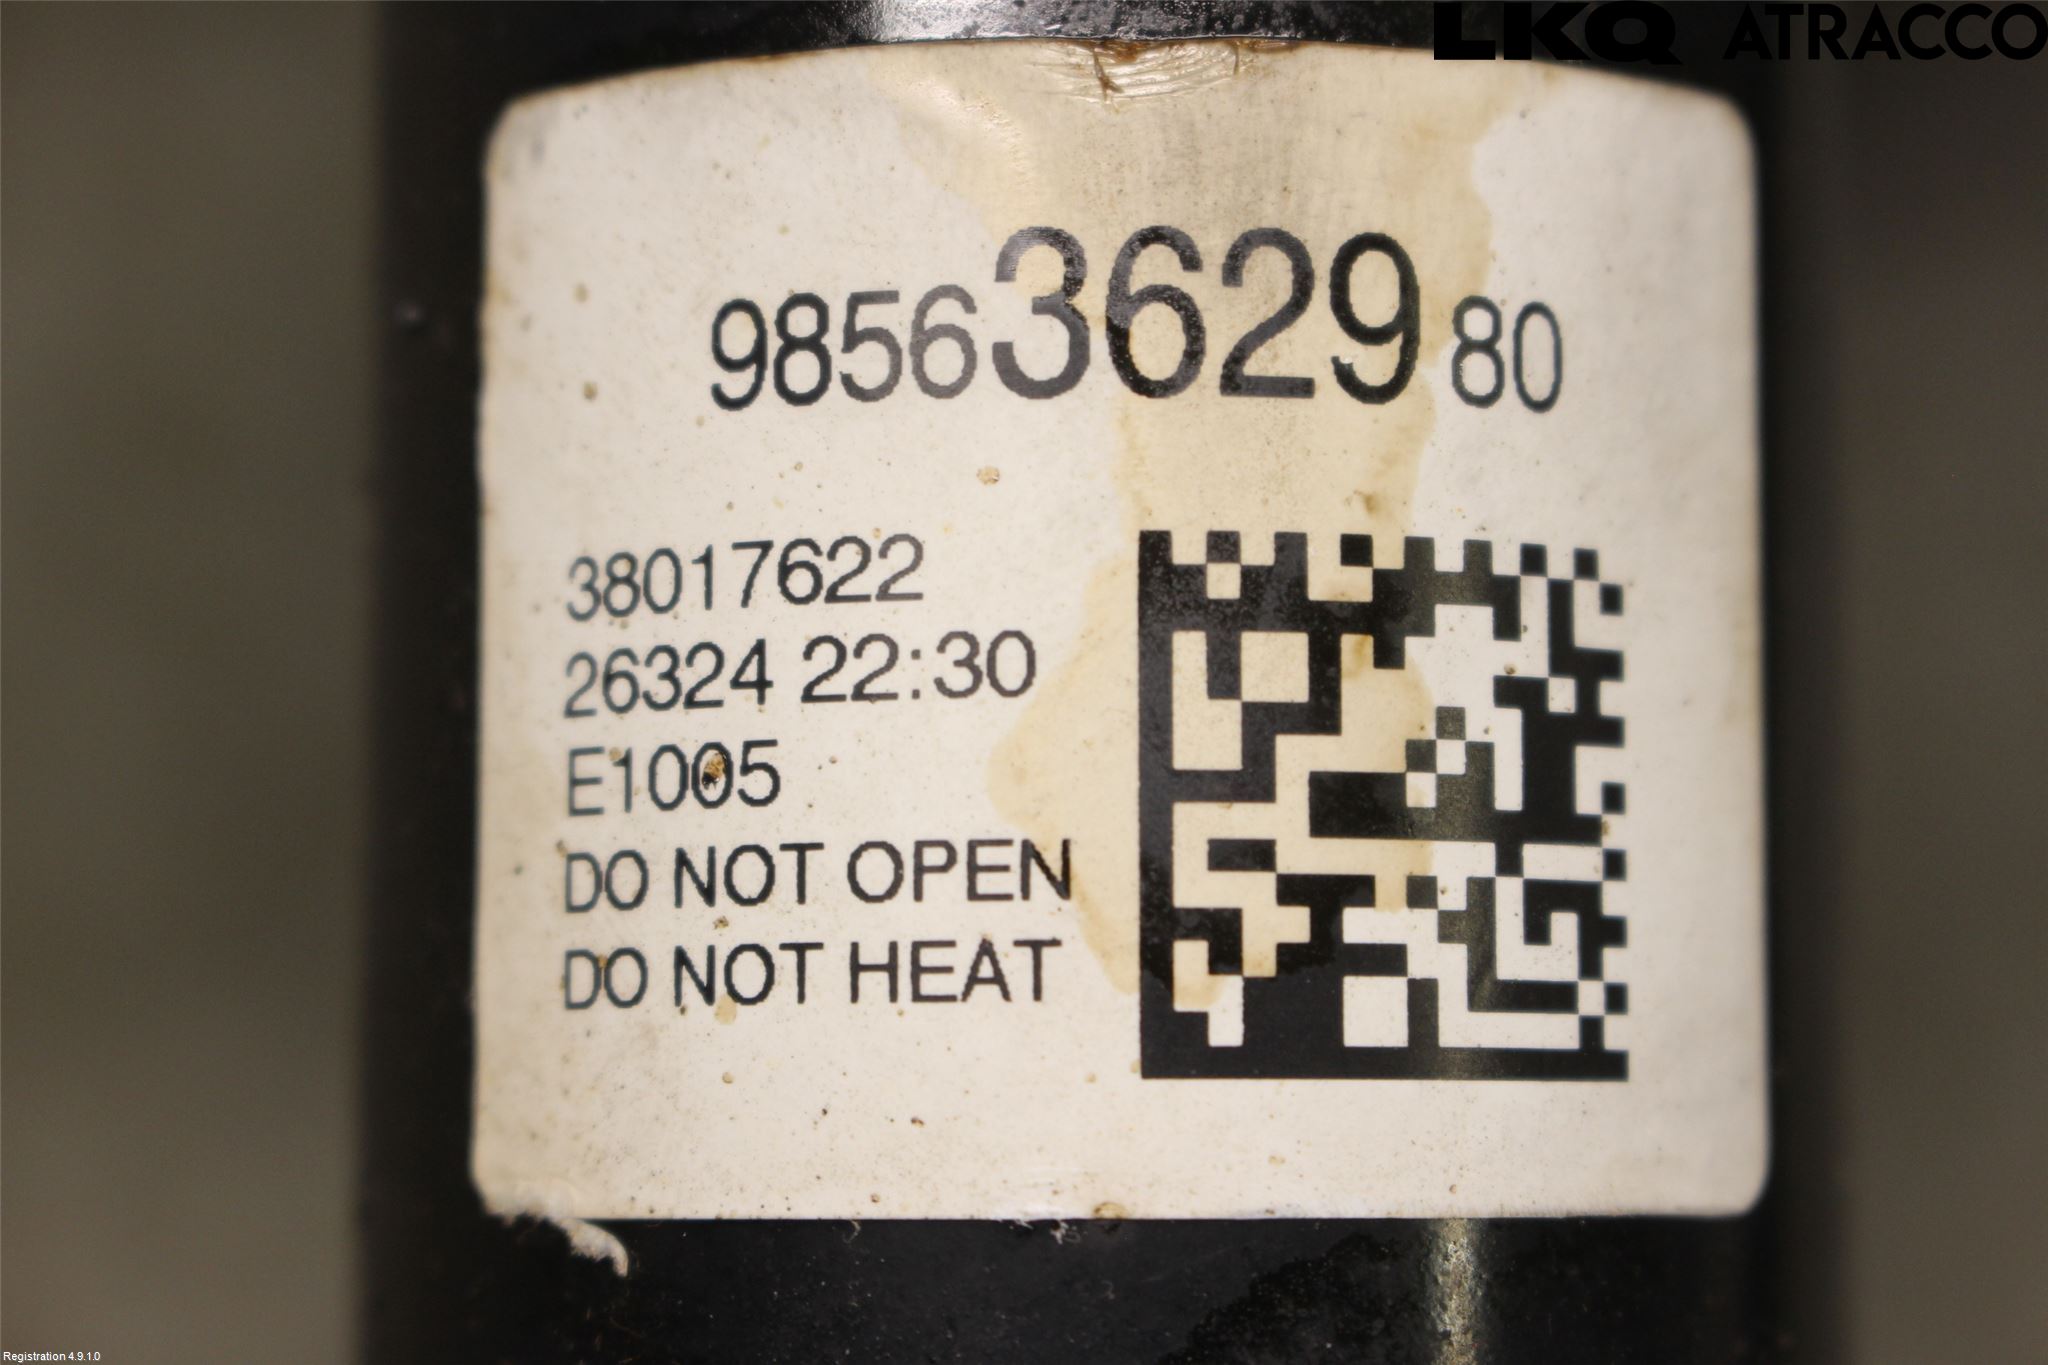 LKQ ATRACCO
9856362980
38017622
26324 22:30
E1005
DO NOT OPEN
DO NOT HEAT
Registration 4.9.1.0